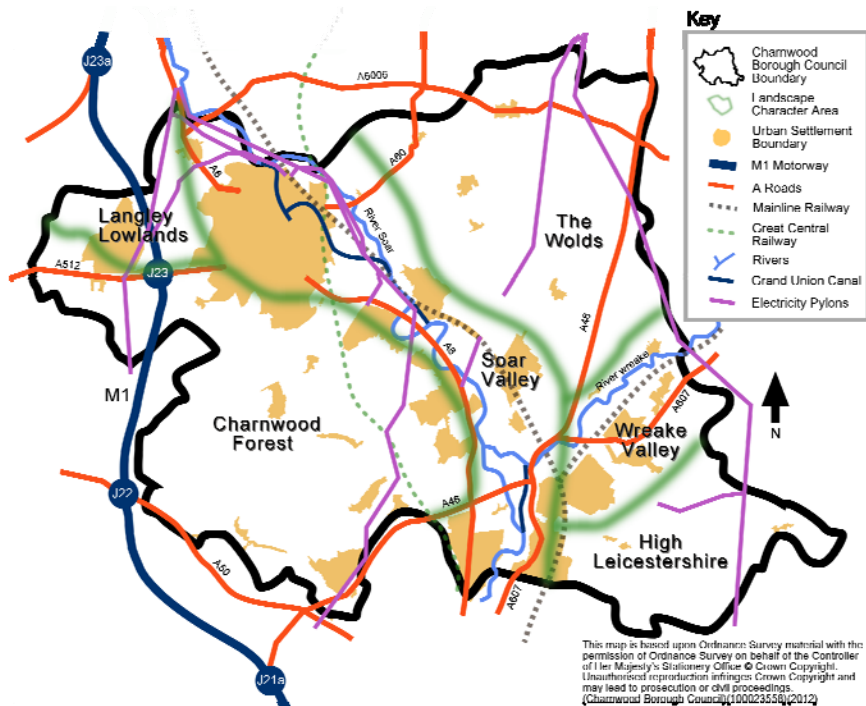 Key
Charnwood
Borough Council
Boundary
Landscape
Character Area
Urban Settlement
Boundary
M1 Motorway
A Roads
Mainline Railway
Great Central
Railway
Rivers
Grand Union Canal
Electricity Pylons
J23a
A6006
A60
A6
River Soar
Langley
Lowlands
The
Wolds
A512
J23
A46
A6
Soar
Valley
River wreake
M1
A607
Charnwood
Forest
Wreake
Valley
N
J22
A46
High
Leicestershire
A50
A607
J21a
This map is based upon Ordnance Survey material with the
permission of Ordnance Survey on behalf of the Controller
of Her Majesty's Stationery Office © Crown Copyright.
Unauthorised reproduction infringes Crown Copyright and
may lead to prosecution or civil proceedings.
(Charnwood Borough Council)(100023558)(2012)